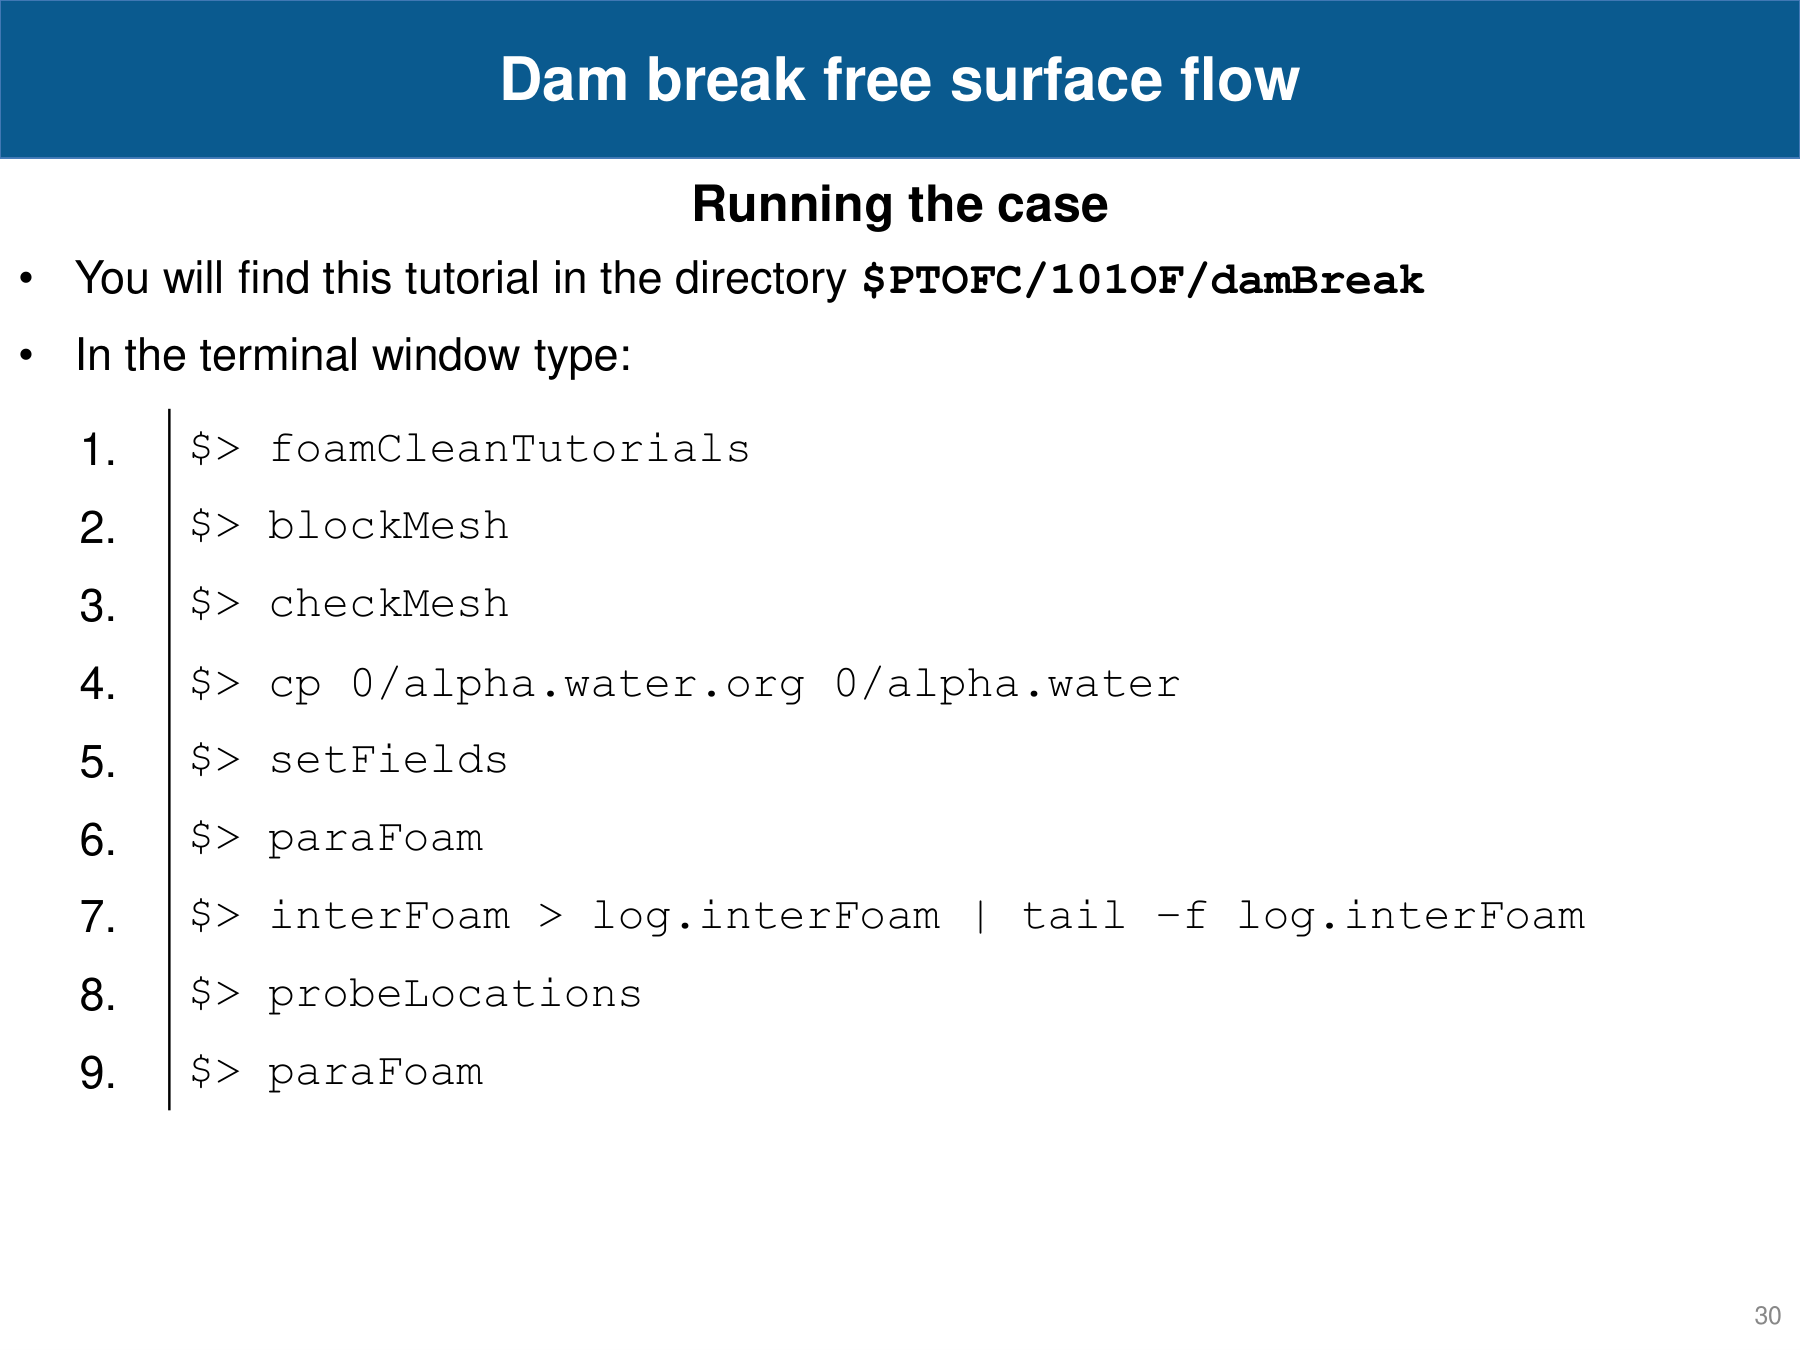 Dam break free surface flow
Running the case
• You will find this tutorial in the directory $PTOFC/101OF/damBreak
• In the terminal window type:
1. $> foamCleanTutorials
2. $> blockMesh
3. $> checkMesh
4. $> cp 0/alpha.water.org 0/alpha.water
5. $> setFields
6. $> paraFoam
7. $> interFoam > log.interFoam | tail -f log.interFoam
8. $> probeLocations
9. $> paraFoam
30